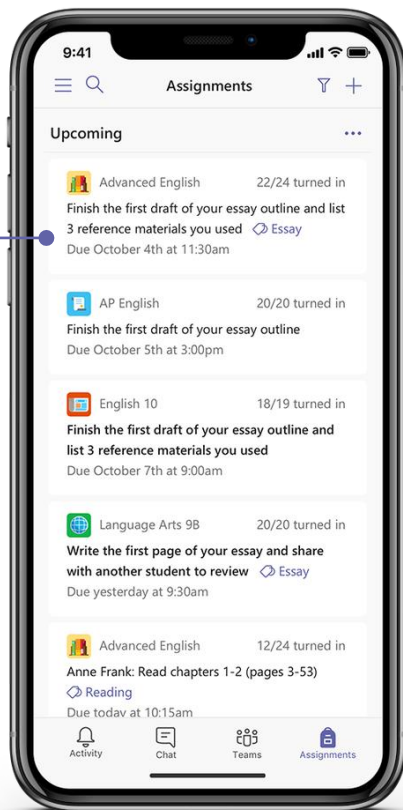 9:41
Assignments
Upcoming
Advanced English 22/24 turned in
Finish the first draft of your essay outline and list
3 reference materials you used Essay
Due October 4th at 11:30am
AP English 20/20 turned in
Finish the first draft of your essay outline
Due October 5th at 3:00pm
English 10 18/19 turned in
Finish the first draft of your essay outline and
list 3 reference materials you used
Due October 7th at 9:00am
Language Arts 9B 20/20 turned in
Write the first page of your essay and share
with another student to review Essay
Due yesterday at 9:30am
Advanced English 12/24 turned in
Anne Frank: Read chapters 1-2 (pages 3-53)
Reading
Due today at 10:15am
Activity Chat Teams Assignments